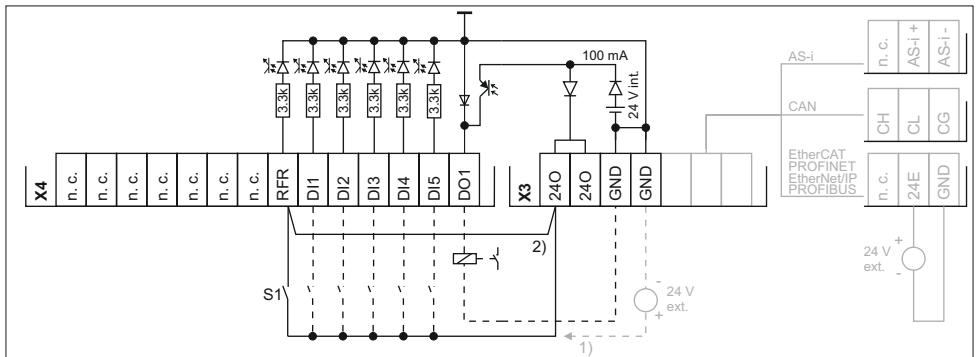 100 mA
24 V int.
3.3k
3.3k
3.3k
3.3k
3.3k
3.3k
AS-i
CAN
EtherCAT
PROFINET
EtherNet/IP
PROFIBUS
n. c.
AS-i +
AS-i -
CH
CL
CG
n. c.
24E
GND
X4
n. c.
n. c.
n. c.
n. c.
n. c.
n. c.
n. c.
RFR
DI1
DI2
DI3
DI4
DI5
DO1
X3
24O
24O
GND
GND
2)
S1
24 V
ext.
+
-
-
24 V
ext.
+
1)